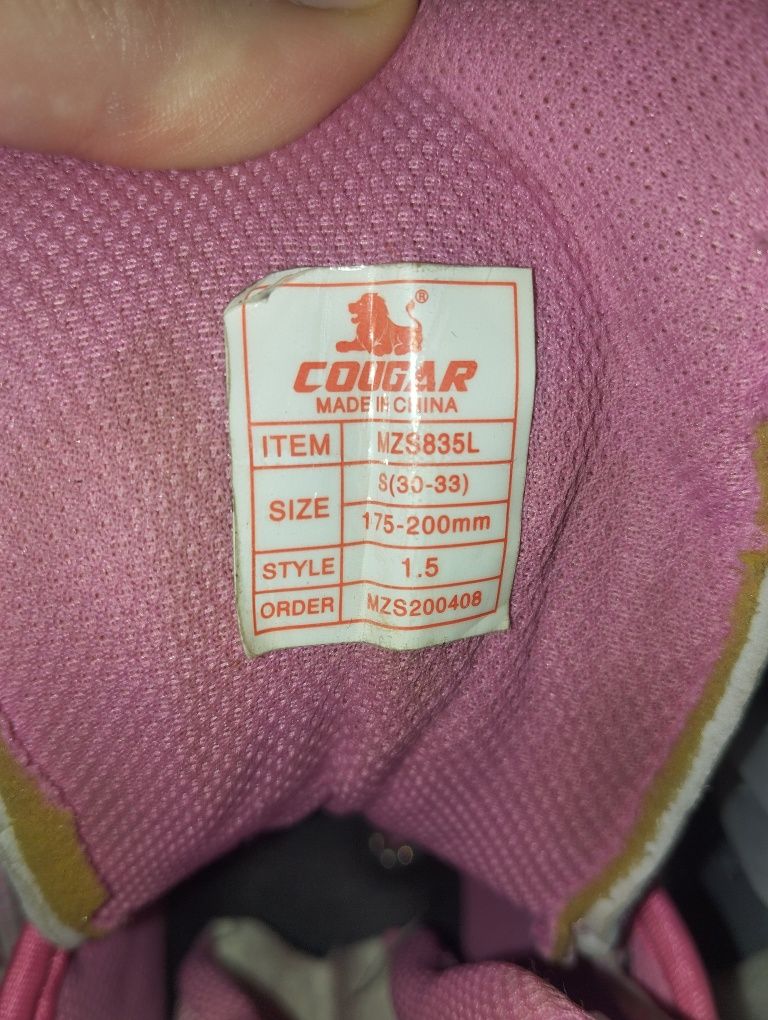 ®
COUGAR
MADE IN CHINA
ITEM MZS835L
SIZE S(30-33)
175-200mm
STYLE 1.5
ORDER MZS200408